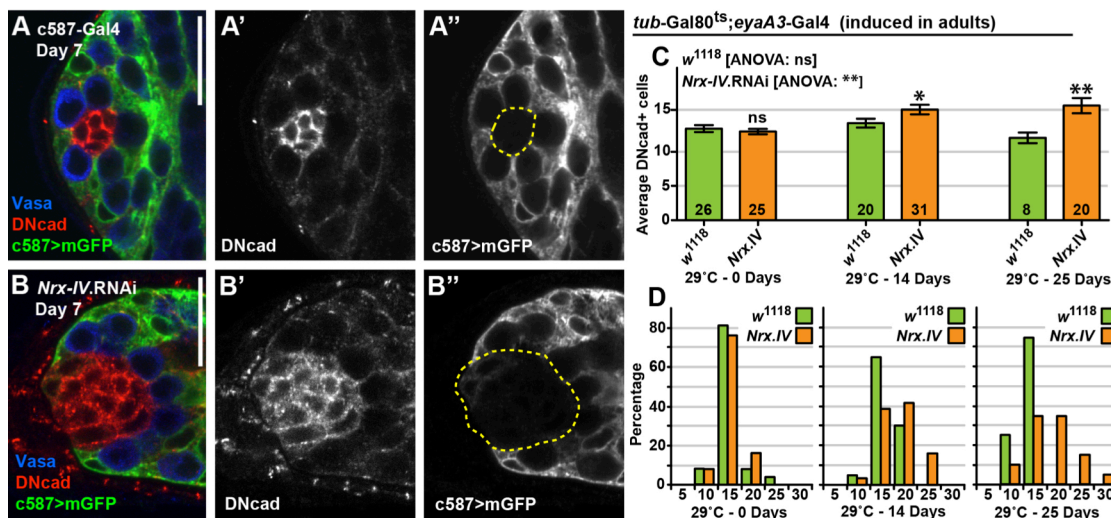 A c587-Gal4
Day 7
Vasa
DNcad
c587>mGFP
A'
DNcad
A''
c587>mGFP
B Nrx-IV.RNAi
Day 7
Vasa
DNcad
c587>mGFP
B'
DNcad
B''
c587>mGFP
tub-Gal80ts;eyaA3-Gal4 (induced in adults)
C w1118 [ANOVA: ns]
Nrx-IV.RNAi [ANOVA: **]
Average DNcad+ cells
15
10
5
0
ns
*
**
26
25
20
31
8
20
w1118
Nrx.IV
w1118
Nrx.IV
w1118
Nrx.IV
29°C - 0 Days
29°C - 14 Days
29°C - 25 Days
D
Percentage
80
60
40
20
10
w1118
Nrx.IV
w1118
Nrx.IV
w1118
Nrx.IV
5 10 15 20 25 30
5 10 15 20 25 30
5 10 15 20 25 30
29°C - 0 Days
29°C - 14 Days
29°C - 25 Days